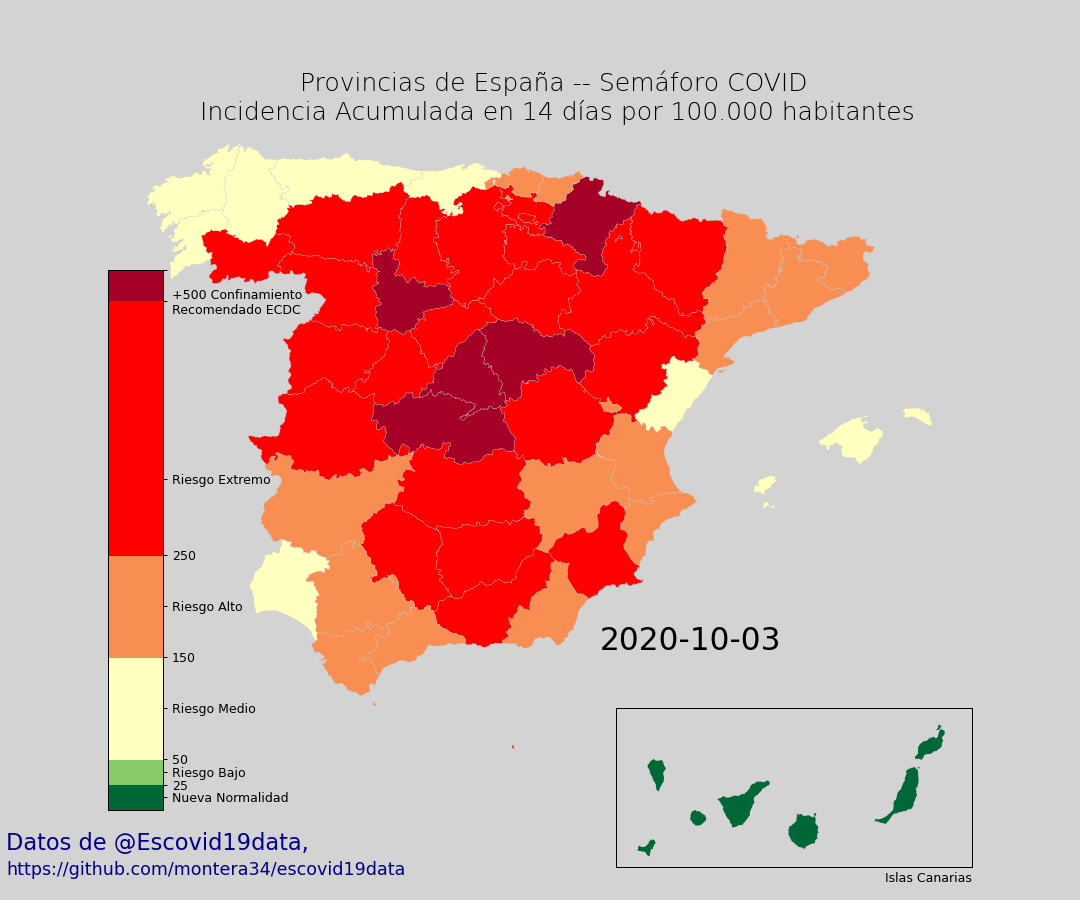 Provincias de España -- Semáforo COVID
Incidencia Acumulada en 14 días por 100.000 habitantes
+500 Confinamiento
Recomendado ECDC
Riesgo Extremo
250
Riesgo Alto
150
Riesgo Medio
50
Riesgo Bajo
25
Nueva Normalidad
2020-10-03
Islas Canarias
Datos de @Escovid19data,
https://github.com/montera34/escovid19data